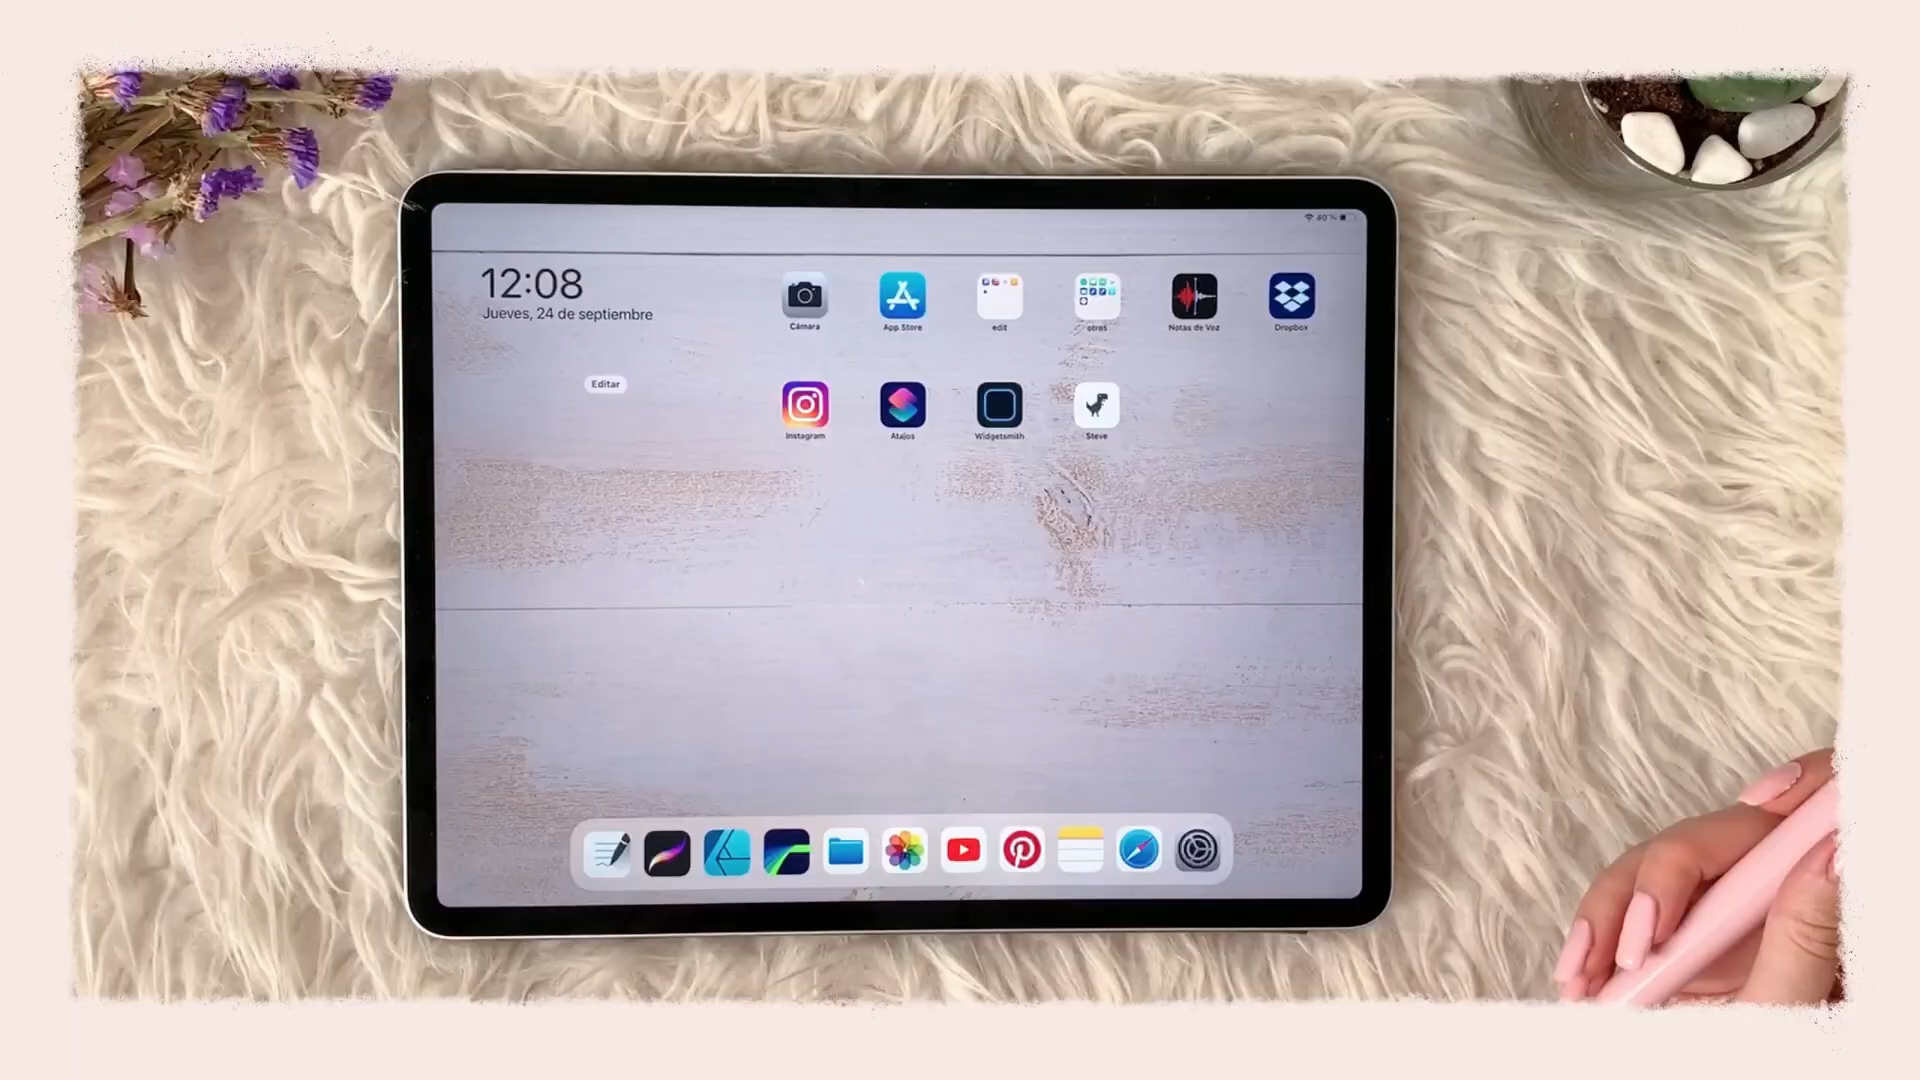 40 %
12:08
Jueves, 24 de septiembre
Cámara
App Store
edit
otros
Notas de Voz
Dropbox
Editar
Instagram
Atajos
Widgetsmith
Steve